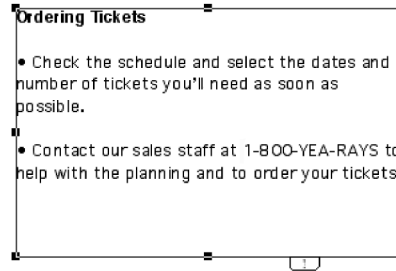 Ordering Tickets
• Check the schedule and select the dates and
number of tickets you'll need as soon as
possible.
• Contact our sales staff at 1-800-YEA-RAYS to
help with the planning and to order your tickets